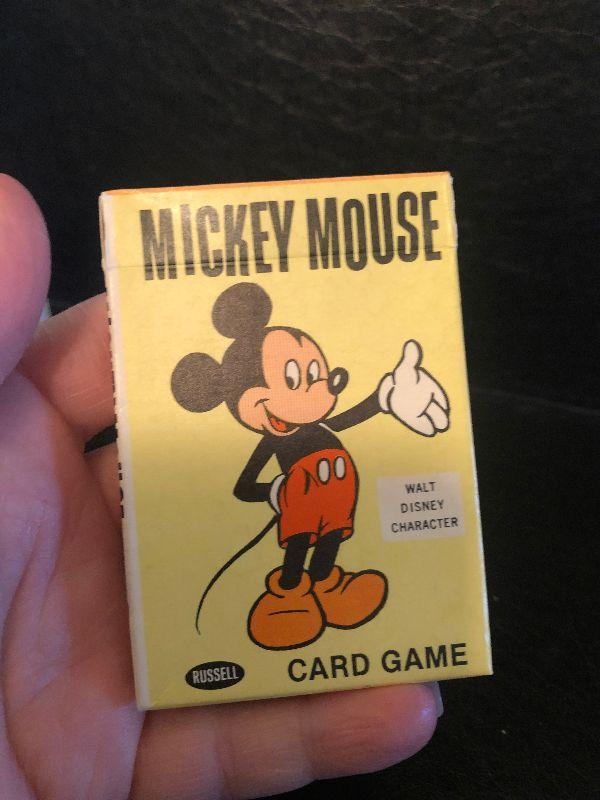 MICKEY MOUSE
WALT
DISNEY
CHARACTER
RUSSELL
CARD GAME